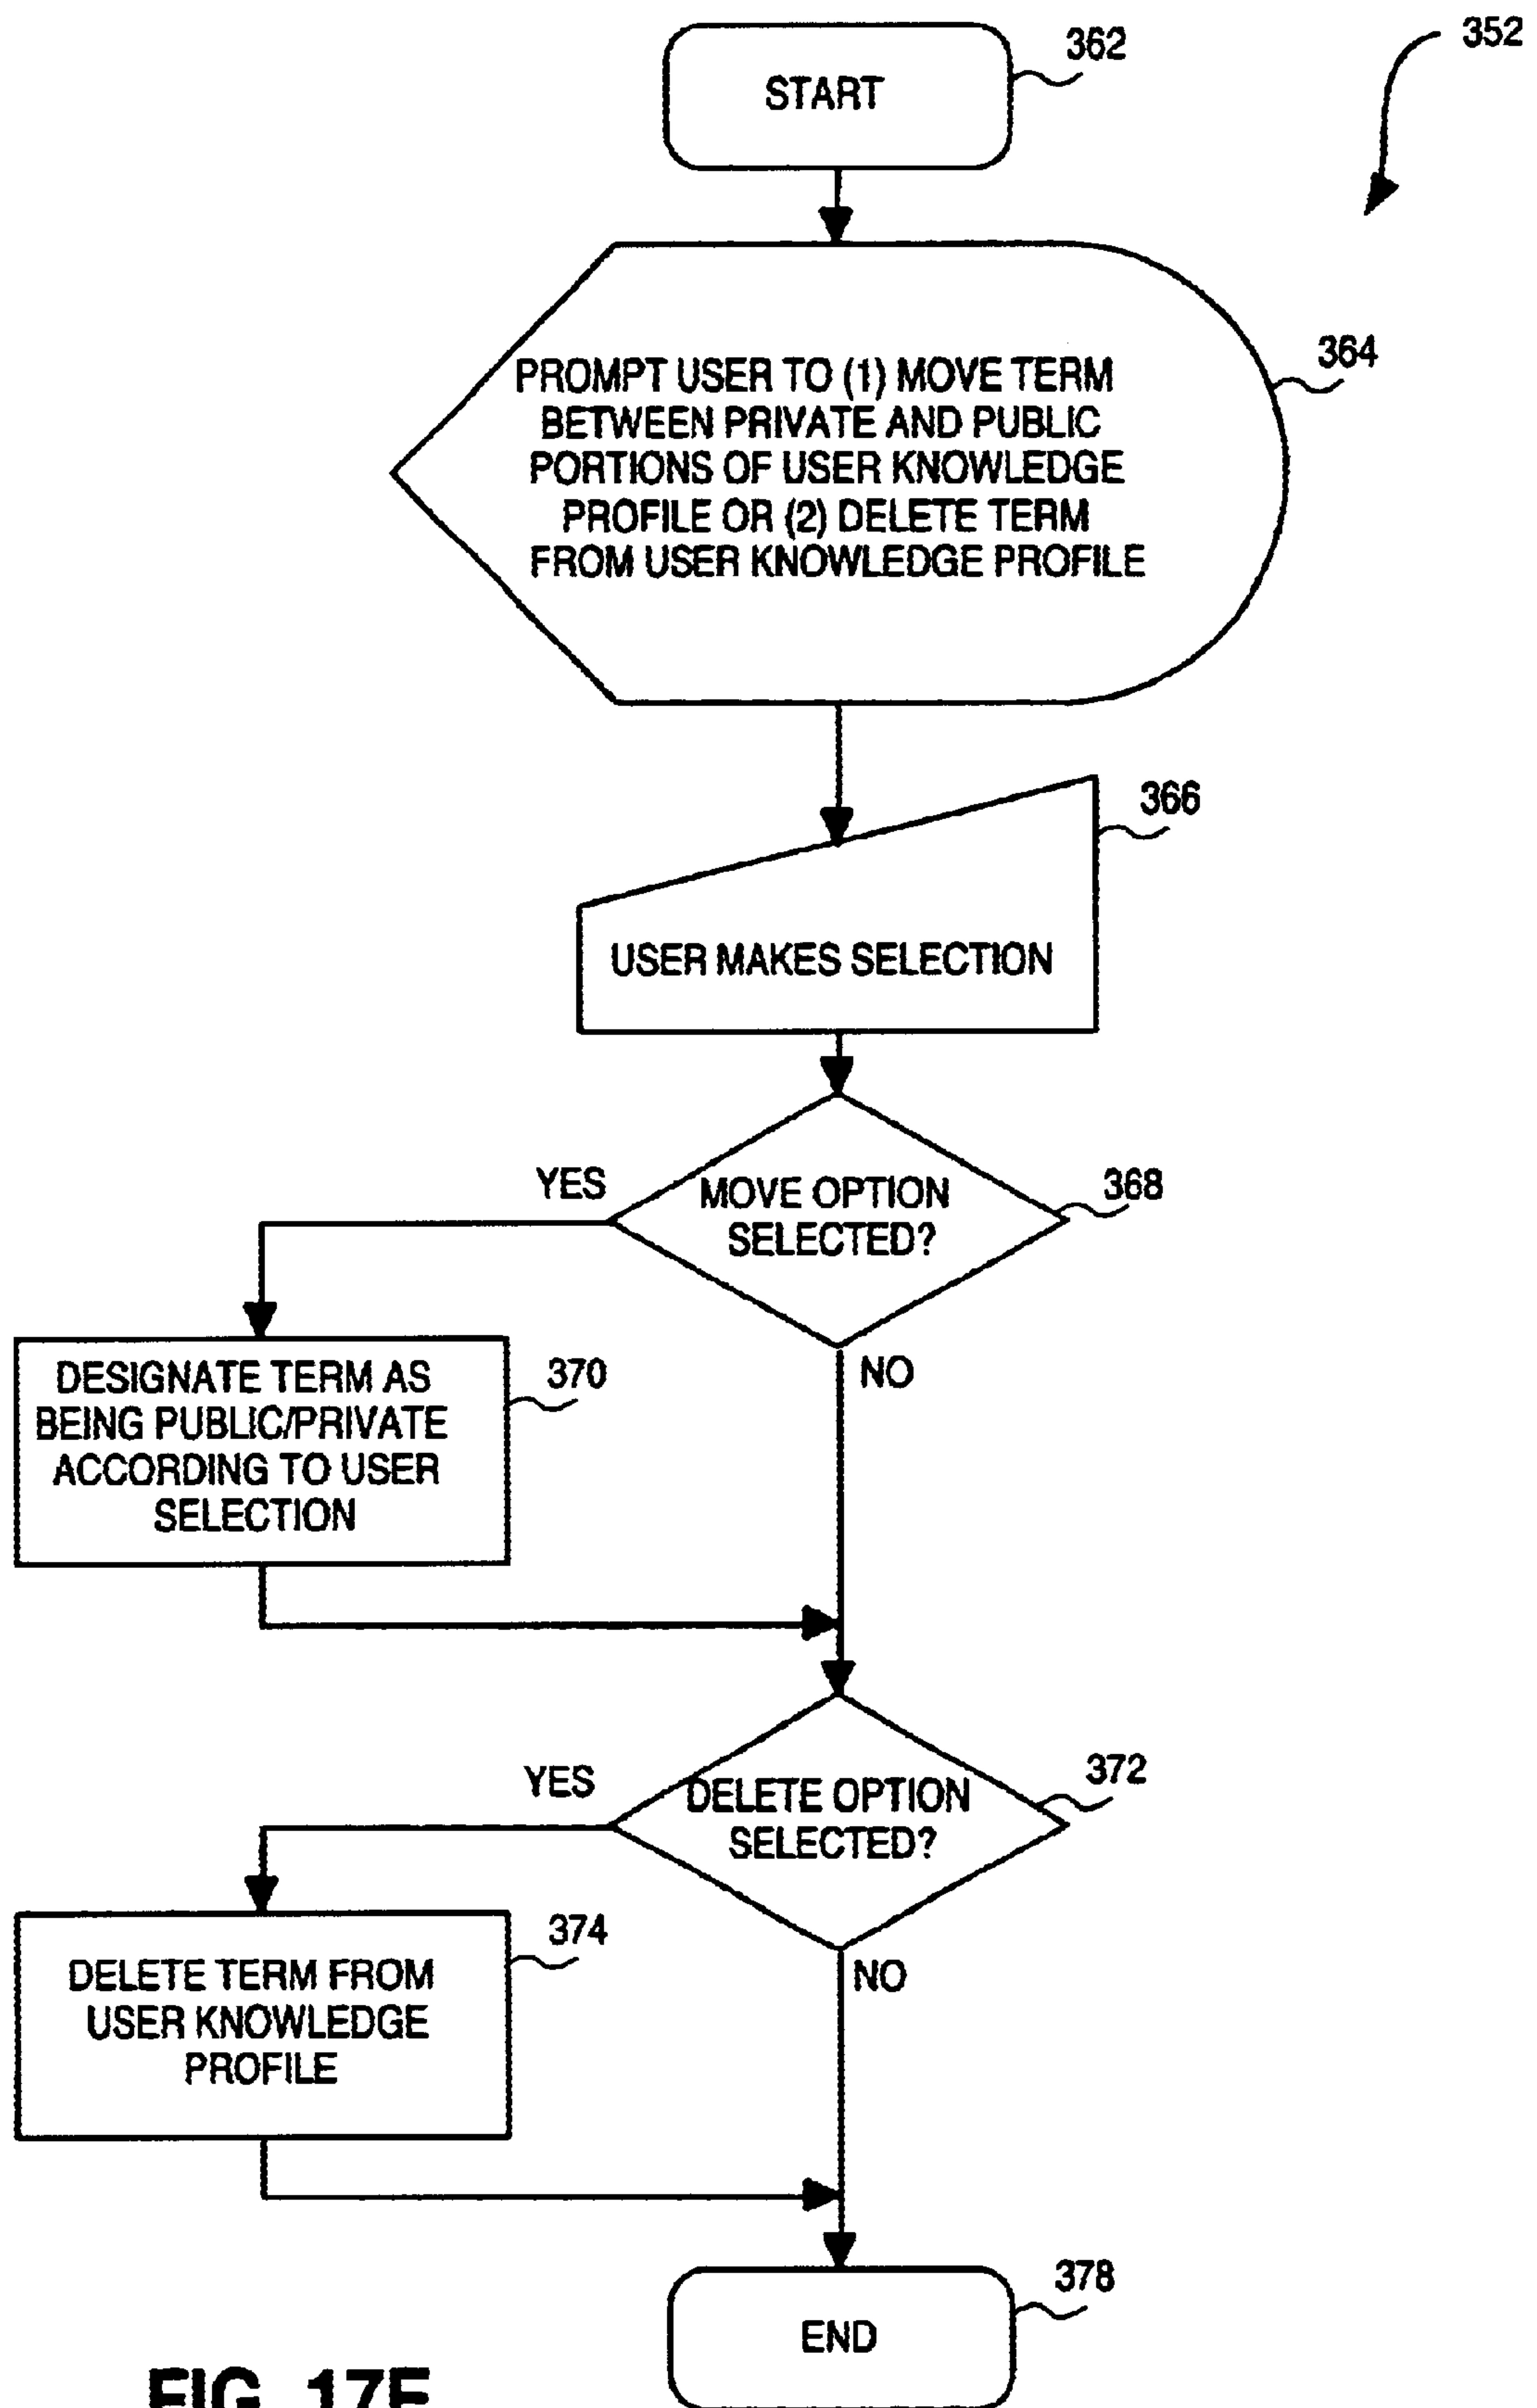 352
362
START
364
PROMPT USER TO (1) MOVE TERM
BETWEEN PRIVATE AND PUBLIC
PORTIONS OF USER KNOWLEDGE
PROFILE OR (2) DELETE TERM
FROM USER KNOWLEDGE PROFILE
366
USER MAKES SELECTION
YES
MOVE OPTION
SELECTED?
368
NO
DESIGNATE TERM AS
BEING PUBLIC/PRIVATE
ACCORDING TO USER
SELECTION
370
YES
DELETE OPTION
SELECTED?
372
NO
DELETE TERM FROM
USER KNOWLEDGE
PROFILE
374
378
END
FIG. 17E